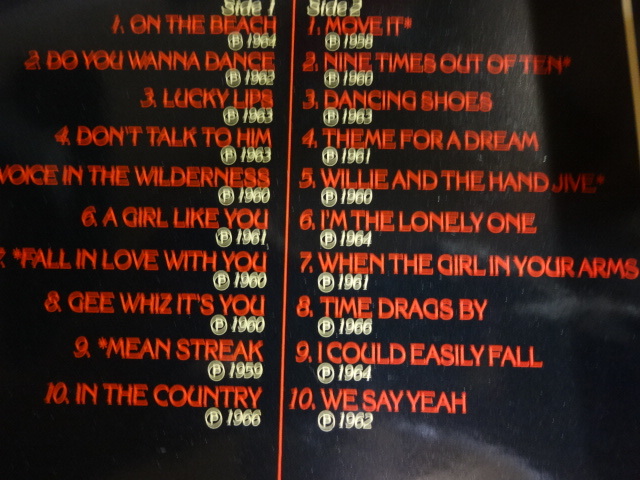 Side 1
1. ON THE BEACH
Ⓟ 1964
2. DO YOU WANNA DANCE
Ⓟ 1962
3. LUCKY LIPS
Ⓟ 1963
4. DON'T TALK TO HIM
Ⓟ 1963
VOICE IN THE WILDERNESS
Ⓟ 1960
6. A GIRL LIKE YOU
Ⓟ 1961
7. *FALL IN LOVE WITH YOU
Ⓟ 1960
8. GEE WHIZ IT'S YOU
Ⓟ 1960
9. *MEAN STREAK
Ⓟ 1959
10. IN THE COUNTRY
Ⓟ 1966
Side 2
1. MOVE IT*
Ⓟ 1958
2. NINE TIMES OUT OF TEN*
Ⓟ 1960
3. DANCING SHOES
Ⓟ 1963
4. THEME FOR A DREAM
Ⓟ 1961
5. WILLIE AND THE HAND JIVE*
Ⓟ 1960
6. I'M THE LONELY ONE
Ⓟ 1964
7. WHEN THE GIRL IN YOUR ARMS
Ⓟ 1961
8. TIME DRAGS BY
Ⓟ 1966
9. I COULD EASILY FALL
Ⓟ 1964
10. WE SAY YEAH
Ⓟ 1962